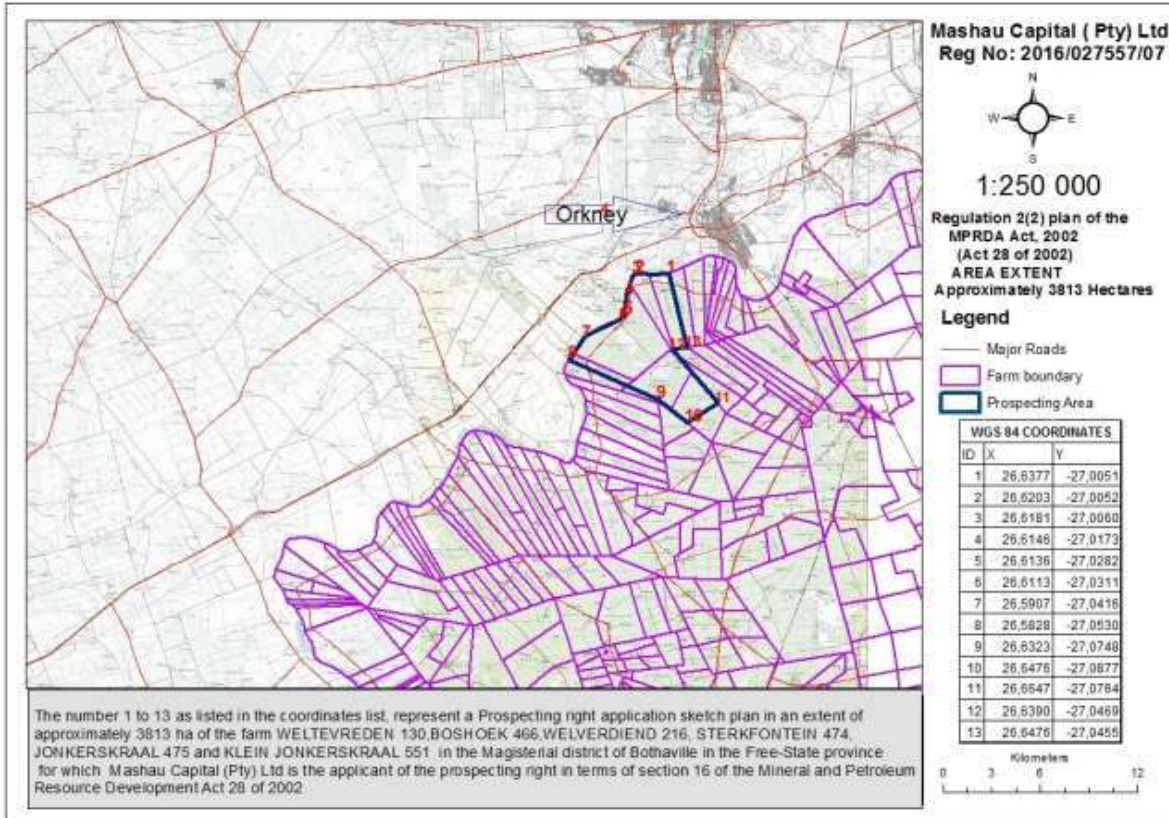 Mashau Capital ( Pty) Ltd
Reg No: 2016/027557/07
N
W E
S
1:250 000
Regulation 2(2) plan of the
MPRDA Act, 2002
(Act 28 of 2002)
AREA EXTENT
Approximately 3813 Hectares
Legend
Major Roads
Farm boundary
Prospecting Area
WGS 84 COORDINATES
ID X Y
1 26,6377 -27,0051
2 26,6203 -27,0052
3 26,6181 -27,0060
4 26,6146 -27,0173
5 26,6136 -27,0282
6 26,6113 -27,0311
7 26,5907 -27,0416
8 26,5828 -27,0530
9 26,6323 -27,0748
10 26,6476 -27,0877
11 26,6647 -27,0764
12 26,6390 -27,0469
13 26,6476 -27,0455
Kilometers
0 3 6 12
Orkney
1
7
13
9
11
10
The number 1 to 13 as listed in the coordinates list, represent a Prospecting right application sketch plan in an extent of
approximately 3813 ha of the farm WELTEVREDEN 130,BOSHOEK 466,WELVERDIEND 216, STERKFONTEIN 474,
JONKERSKRAAL 475 and KLEIN JONKERSKRAAL 551 in the Magisterial district of Bothaville in the Free-State province
for which Mashau Capital (Pty) Ltd is the applicant of the prospecting right in terms of section 16 of the Mineral and Petroleum
Resource Development Act 28 of 2002